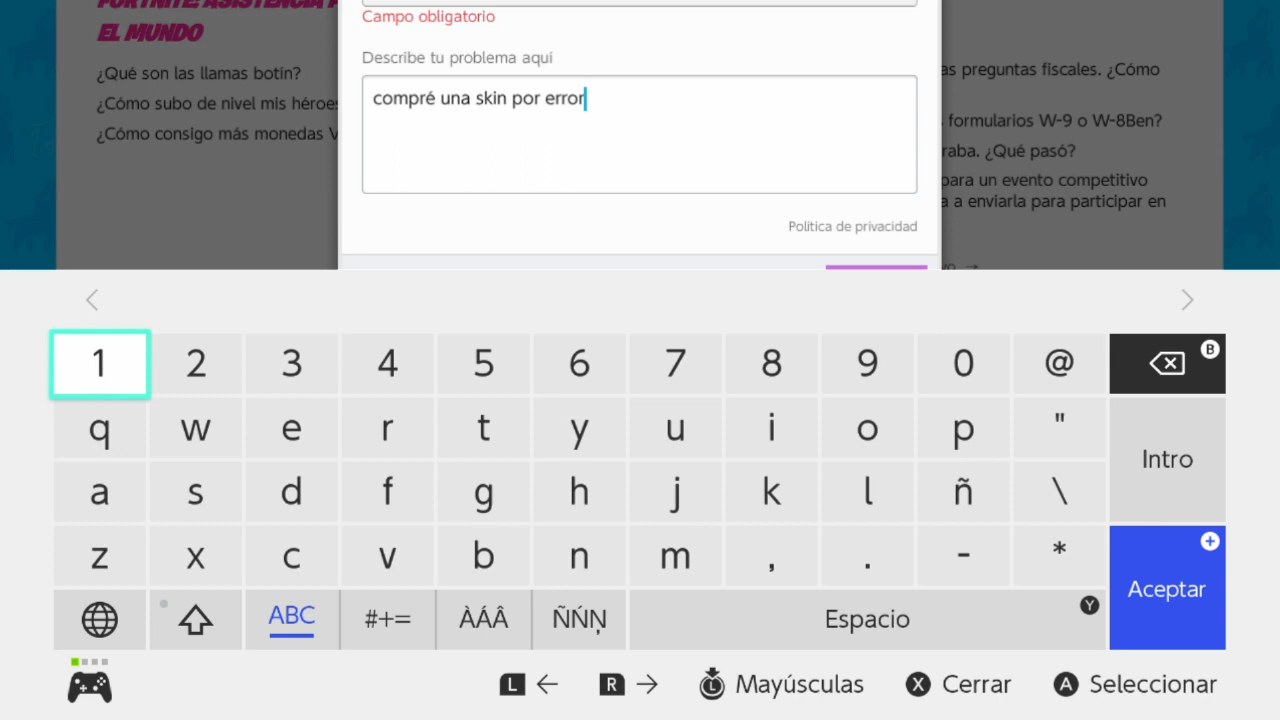 FORTNITE: ASISTENCIA P
EL MUNDO
¿Qué son las llamas botín?
¿Cómo subo de nivel mis héroes
¿Cómo consigo más monedas V
Campo obligatorio
Describe tu problema aquí
compré una skin por error
Política de privacidad
as preguntas fiscales. ¿Cómo
formularios W-9 o W-8Ben?
raba. ¿Qué pasó?
para un evento competitivo
a a enviarla para participar en
1 2 3 4 5 6 7 8 9 0 @ B
q w e r t y u i o p " Intro
a s d f g h j k l ñ \
z x c v b n m , . - * +
ABC #+= ÀÁÂ ÑŃŅ Espacio Y Aceptar
L ← R → L Mayúsculas X Cerrar A Seleccionar